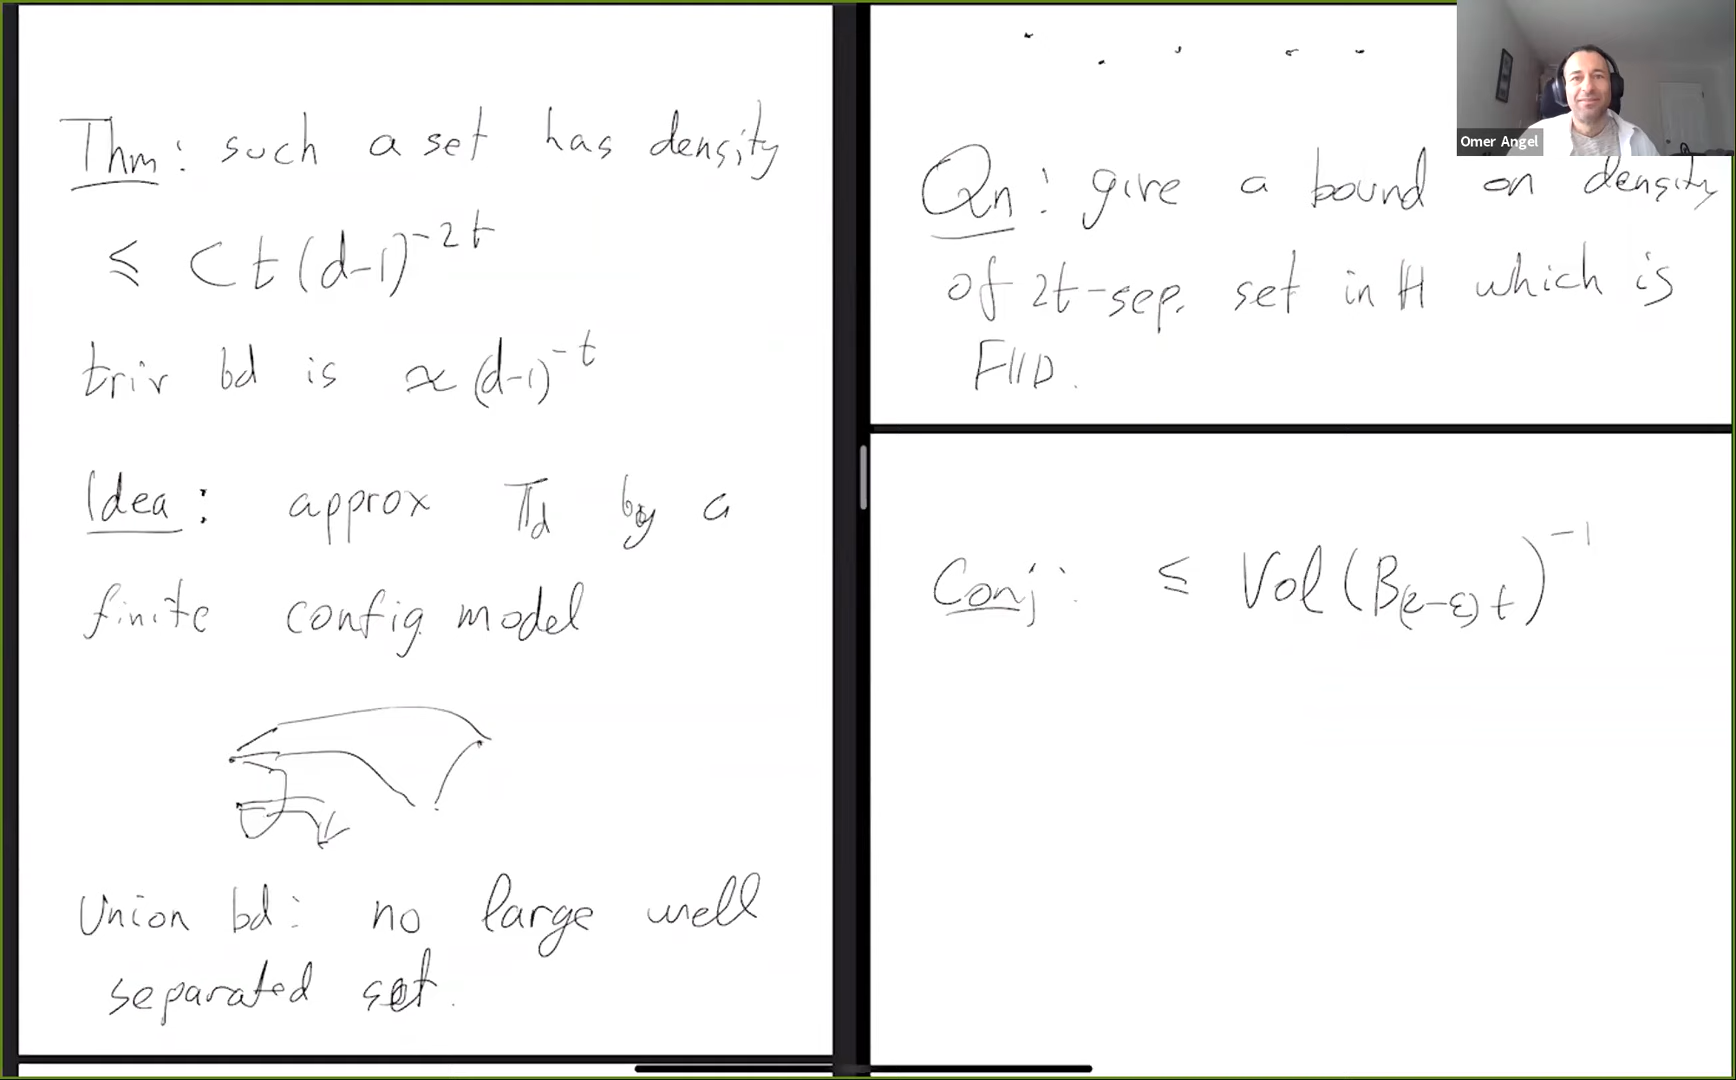 Thm: such a set has density
≤ Ct(d-1)^{-2t}
triv bd is ≈ (d-1)^{-t}
Idea: approx 𝕋_d by a
finite config model
Union bd: no large well
separated set.
Omer Angel
Qn: give a bound on density
of 2t-sep. set in ℍ which is
FIID.
Conj: ≤ Vol(B_{(2-ε)t})^{-1}